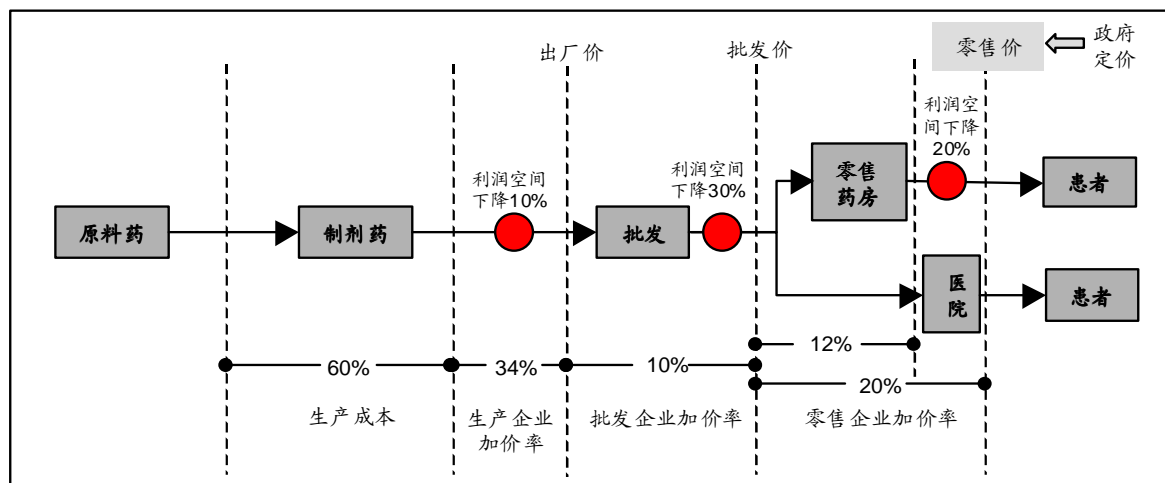 出厂价
批发价
零售价
政府
定价
利润空
间下降
20%
利润空间
下降10%
利润空间
下降30%
原料药
制剂药
批发
零售
药房
患者
医
院
患者
60%
34%
10%
12%
20%
生产成本
生产企业
加价率
批发企业加价率
零售企业加价率